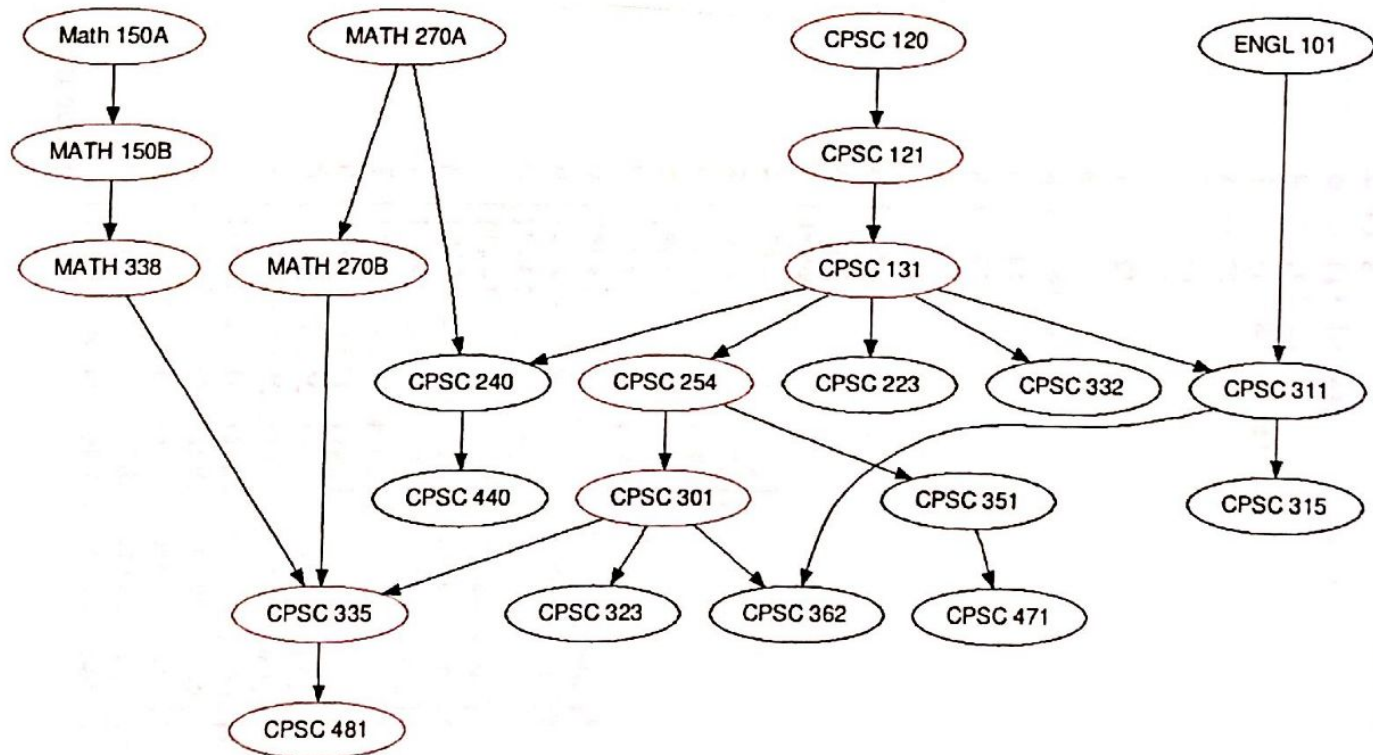 Math 150A
MATH 270A
CPSC 120
ENGL 101
MATH 150B
CPSC 121
MATH 338
MATH 270B
CPSC 131
CPSC 240
CPSC 254
CPSC 223
CPSC 332
CPSC 311
CPSC 440
CPSC 301
CPSC 351
CPSC 315
CPSC 335
CPSC 323
CPSC 362
CPSC 471
CPSC 481